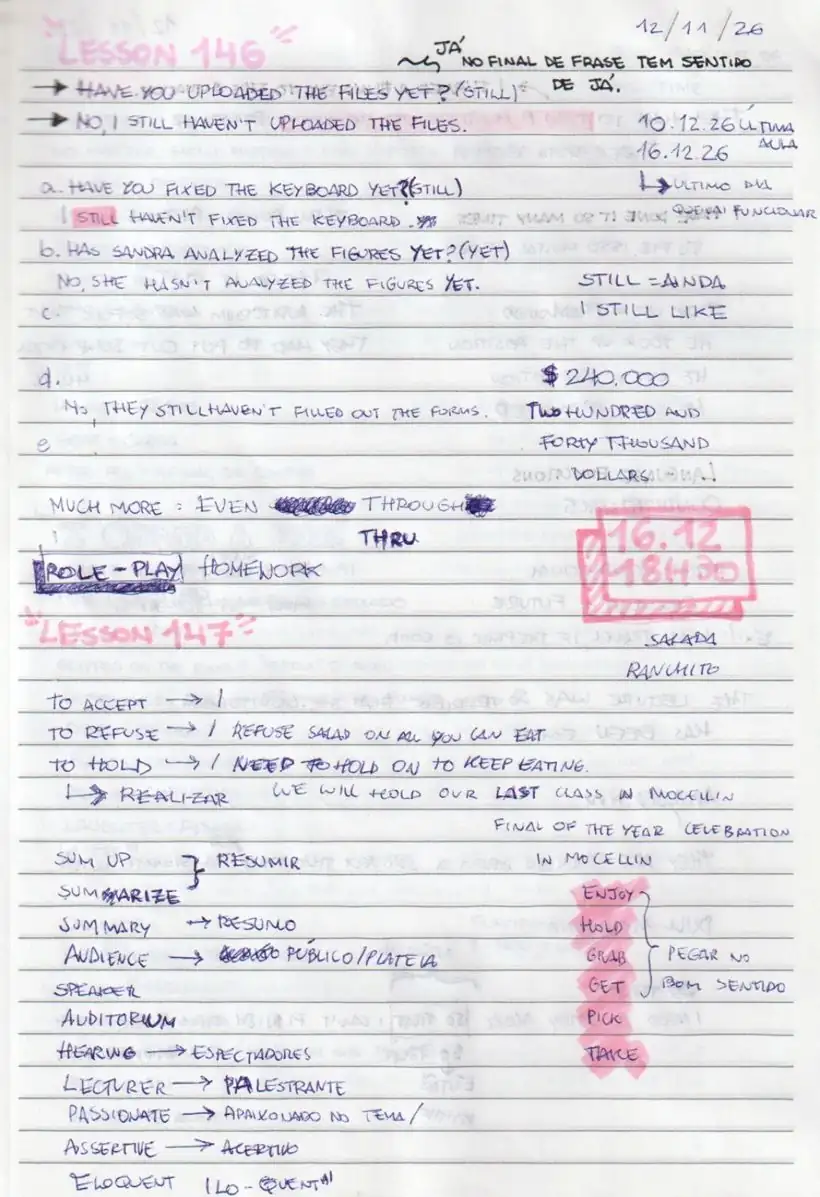 12/11/26
"LESSON 146"
JÁ NO FINAL DE FRASE TEM SENTIDO
DE JÁ.
→ HAVE YOU UPLOADED THE FILES YET? (STILL)
→ NO, I STILL HAVEN'T UPLOADED THE FILES.
10.12.26 ÚLTIMA AULA
16.12.26
↳ ULTIMO DIA
FUNCIONAR
a. HAVE YOU FIXED THE KEYBOARD YET? (STILL)
I STILL HAVEN'T FIXED THE KEYBOARD.
b. HAS SANDRA ANALYZED THE FIGURES YET? (YET)
NO, SHE HASN'T ANALYZED THE FIGURES YET.
STILL = AINDA
c.
I STILL LIKE
d.
$ 240.000
NO, THEY STILL HAVEN'T FILLED OUT THE FORMS.
TWO HUNDRED AND
e
FORTY THOUSAND
DOLLARS
MUCH MORE : EVEN THROUGH
THRU
16.12
18H30
ROLE-PLAY HOMEWORK
"LESSON 147"
SALADA
RANCHITO
TO ACCEPT → I
TO REFUSE → I REFUSE SALAD ON ALL YOU CAN EAT
TO HOLD → I NEED TO HOLD ON TO KEEP EATING.
↳ REALIZAR WE WILL HOLD OUR LAST CLASS IN MOCELLIN
FINAL OF THE YEAR CELEBRATION
IN MOCELLIN
SUM UP } RESUMIR
SUMMARIZE
SUMMARY → RESUMO
AUDIENCE → PÚBLICO/PLATEIA
SPEAKER
AUDITORIUM
HEARING → ESPECTADORES
LECTURER → PALESTRANTE
PASSIONATE → APAIXONADO NO TEMA/
ASSERTIVE → ACERTIVO
ELOQUENT ILO-QUENT
ENJOY
HOLD
GRAB
GET
PICK
TAKE
PEGAR NO
BOM SENTIDO